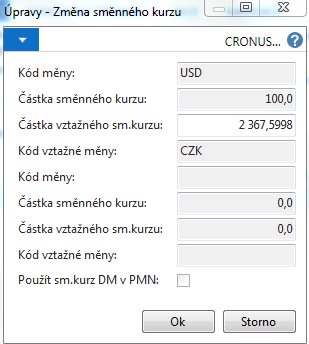 Úpravy - Změna směnného kurzu
CRONUS... ?
Kód měny: USD
Částka směnného kurzu: 100,0
Částka vztažného sm.kurzu: 2 367,5998
Kód vztažné měny: CZK
Kód měny:
Částka směnného kurzu: 0,0
Částka vztažného sm.kurzu: 0,0
Kód vztažné měny:
Použít sm.kurz DM v PMN:
Ok Storno